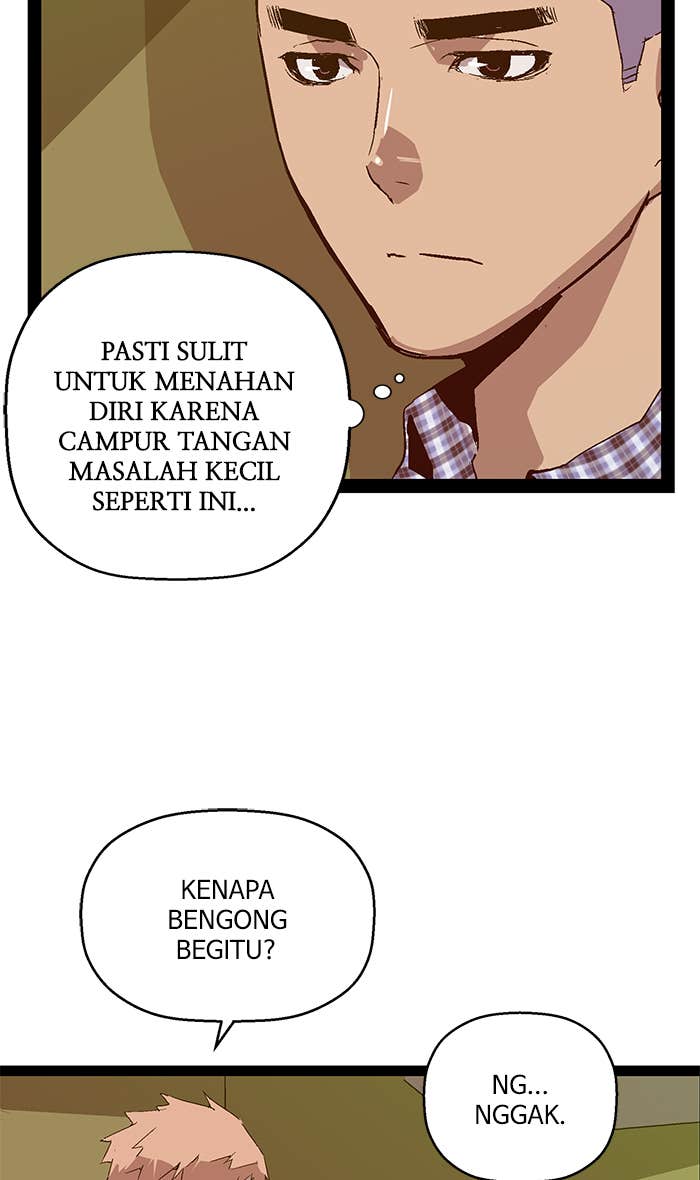 PASTI SULIT
UNTUK MENAHAN
DIRI KARENA
CAMPUR TANGAN
MASALAH KECIL
SEPERTI INI...
KENAPA
BENGONG
BEGITU?
NG...
NGGAK.